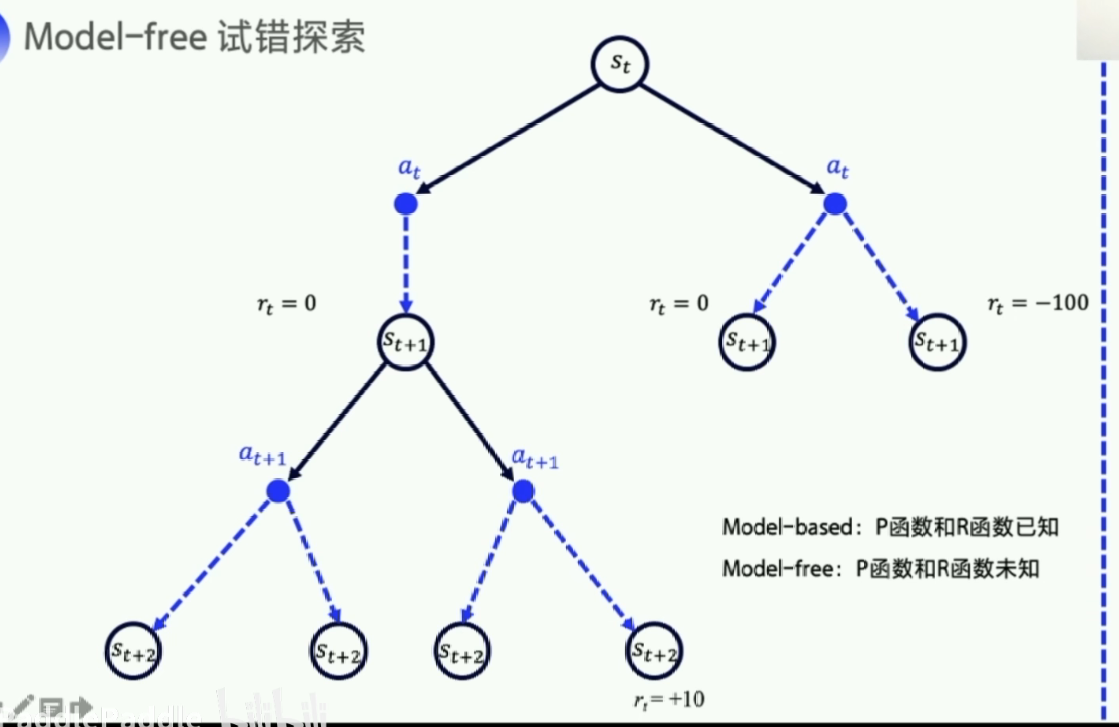 Model-free 试错探索
s_t
a_t
a_t
r_t = 0
r_t = 0
r_t = −100
s_{t+1}
s_{t+1}
s_{t+1}
a_{t+1}
a_{t+1}
Model-based：P函数和R函数已知
Model-free：P函数和R函数未知
s_{t+2}
s_{t+2}
s_{t+2}
s_{t+2}
r_t= +10
PaddlePaddle